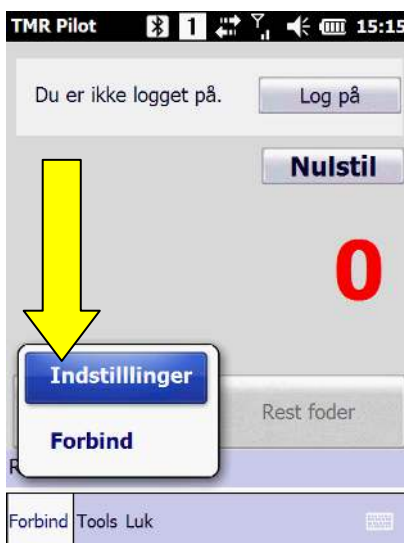 TMR Pilot 1 15:15
Du er ikke logget på. Log på
Nulstil
0
Indstilllinger
Forbind
Rest foder
R
Forbind Tools Luk